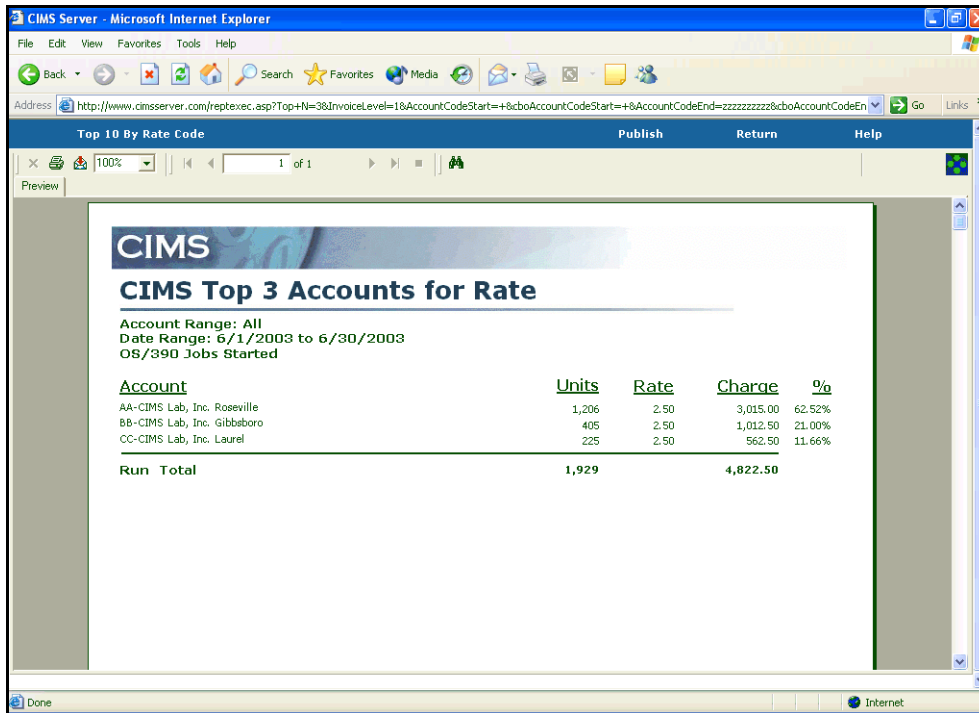 CIMS Server - Microsoft Internet Explorer
File Edit View Favorites Tools Help
Back Search Favorites Media
Address http://www.cimsserver.com/reptexec.asp?Top+N=3&InvoiceLevel=1&AccountCodeStart=+&cboAccountCodeStart=+&AccountCodeEnd=zzzzzzzzzz&cboAccountCodeEn Go Links
Top 10 By Rate Code Publish Return Help
100% 1 of 1
Preview
CIMS
CIMS Top 3 Accounts for Rate
Account Range: All
Date Range: 6/1/2003 to 6/30/2003
OS/390 Jobs Started
Account Units Rate Charge %
AA-CIMS Lab, Inc. Roseville 1,206 2.50 3,015.00 62.52%
BB-CIMS Lab, Inc. Gibbsboro 405 2.50 1,012.50 21.00%
CC-CIMS Lab, Inc. Laurel 225 2.50 562.50 11.66%
Run Total 1,929 4,822.50
Done Internet